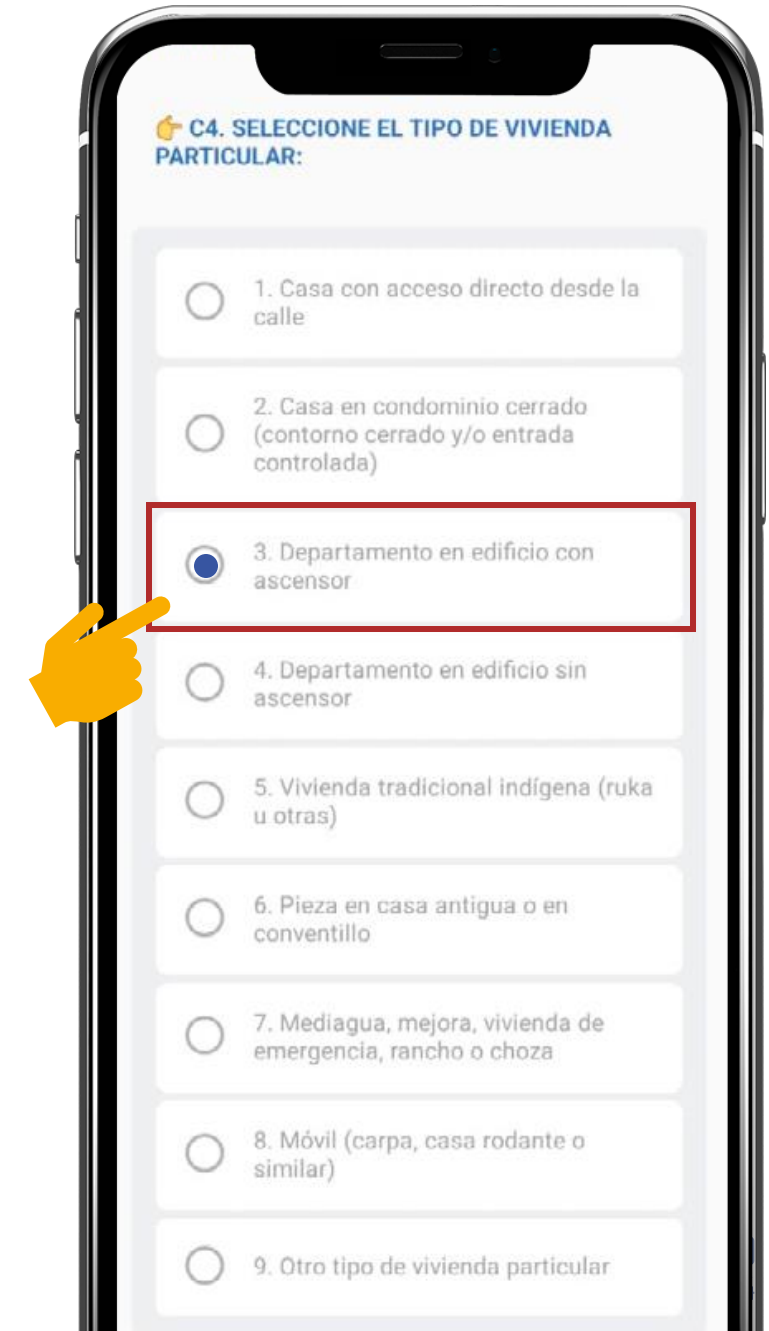 👉 C4. SELECCIONE EL TIPO DE VIVIENDA
PARTICULAR:
1. Casa con acceso directo desde la
calle
2. Casa en condominio cerrado
(contorno cerrado y/o entrada
controlada)
3. Departamento en edificio con
ascensor
4. Departamento en edificio sin
ascensor
5. Vivienda tradicional indígena (ruka
u otras)
6. Pieza en casa antigua o en
conventillo
7. Mediagua, mejora, vivienda de
emergencia, rancho o choza
8. Móvil (carpa, casa rodante o
similar)
9. Otro tipo de vivienda particular